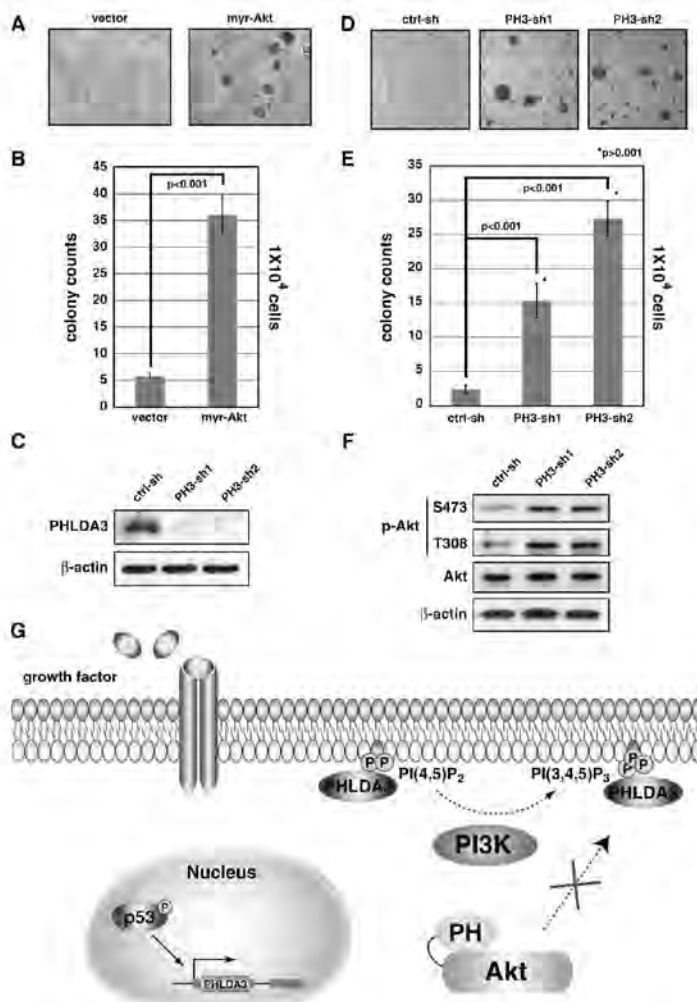 A
vector
myr-Akt
D
ctrl-sh
PH3-sh1
PH3-sh2
B
45
40
35
30
25
20
15
10
5
0
colony counts
p<0.001
1X10⁴ cells
vector
myr-Akt
E
*p>0.001
35
30
25
20
15
10
5
0
colony counts
p<0.001
p<0.001
*
*
1X10⁴ cells
ctrl-sh
PH3-sh1
PH3-sh2
C
ctrl-sh
PH3-sh1
PH3-sh2
PHLDA3
β-actin
F
ctrl-sh
PH3-sh1
PH3-sh2
p-Akt
S473
T308
Akt
β-actin
G
growth factor
P P
PHLDA3
PI(4,5)P₂
PI(3,4,5)P₃
P P P
PHLDA3
PI3K
Nucleus
p53
P
PHLDA3
PH
Akt